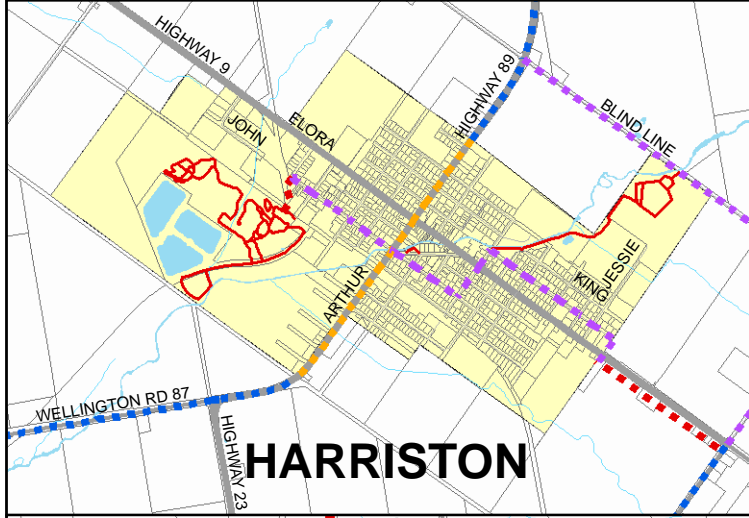 HIGHWAY 9
HIGHWAY 89
JOHN
ELORA
BLIND LINE
ARTHUR
KING
JESSIE
WELLINGTON RD 87
HIGHWAY 23
HARRISTON